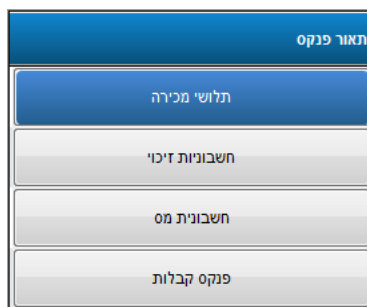 תאור פנקס
תלושי מכירה
חשבוניות זיכוי
חשבונית מס
פנקס קבלות